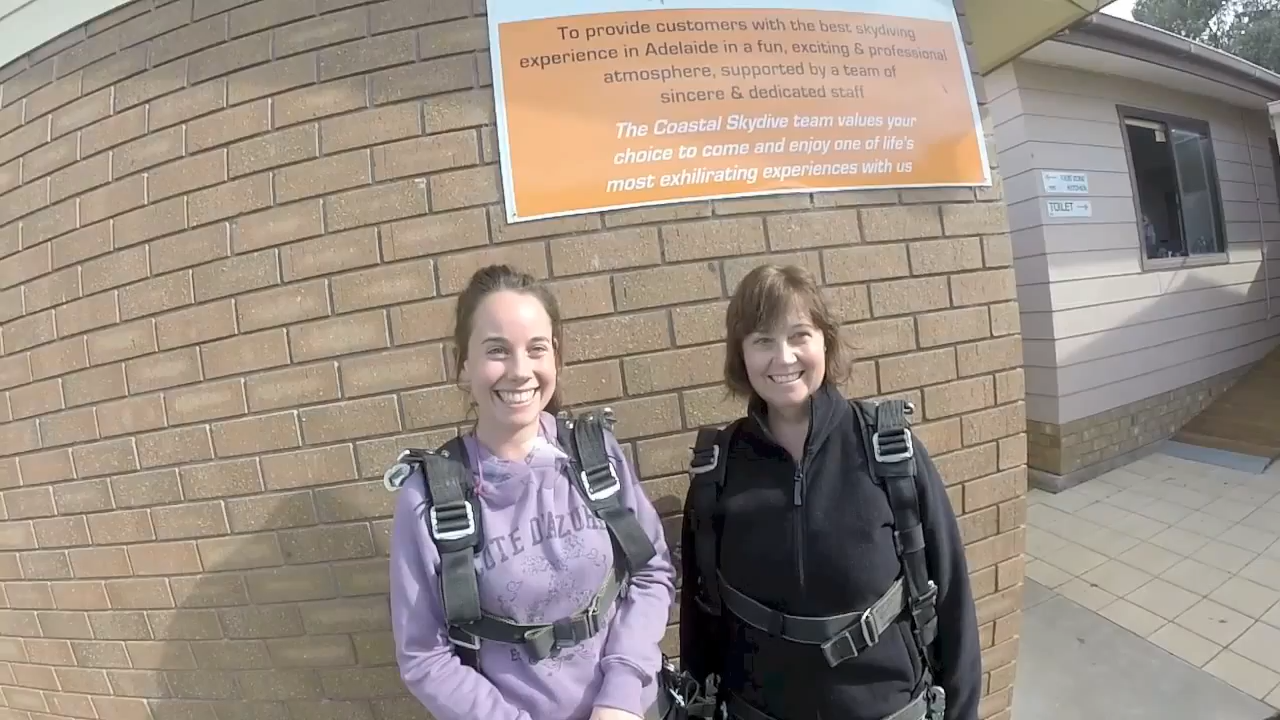 To provide customers with the best skydiving
experience in Adelaide in a fun, exciting & professional
atmosphere, supported by a team of
sincere & dedicated staff
The Coastal Skydive team values your
choice to come and enjoy one of life's
most exhilirating experiences with us
KITCHEN
TOILET →
D'AZUR